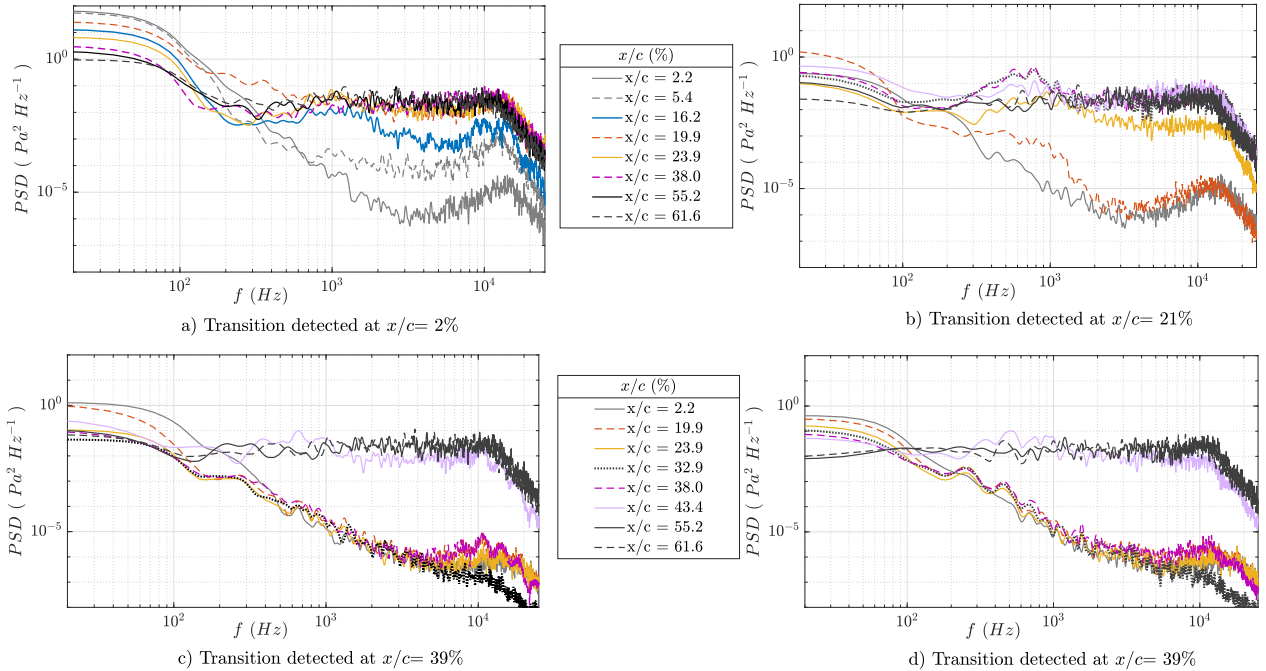 PSD ( Pa² Hz⁻¹ )
10⁰
10⁻⁵
10² 10³ 10⁴
f (Hz)
a) Transition detected at x/c= 2%
x/c (%)
x/c = 2.2
x/c = 5.4
x/c = 16.2
x/c = 19.9
x/c = 23.9
x/c = 38.0
x/c = 55.2
x/c = 61.6
PSD ( Pa² Hz⁻¹ )
10⁰
10⁻⁵
10² 10³ 10⁴
f (Hz)
b) Transition detected at x/c= 21%
PSD ( Pa² Hz⁻¹ )
10⁰
10⁻⁵
10² 10³ 10⁴
f (Hz)
c) Transition detected at x/c= 39%
x/c (%)
x/c = 2.2
x/c = 19.9
x/c = 23.9
x/c = 32.9
x/c = 38.0
x/c = 43.4
x/c = 55.2
x/c = 61.6
PSD ( Pa² Hz⁻¹ )
10⁰
10⁻⁵
10² 10³ 10⁴
f (Hz)
d) Transition detected at x/c= 39%